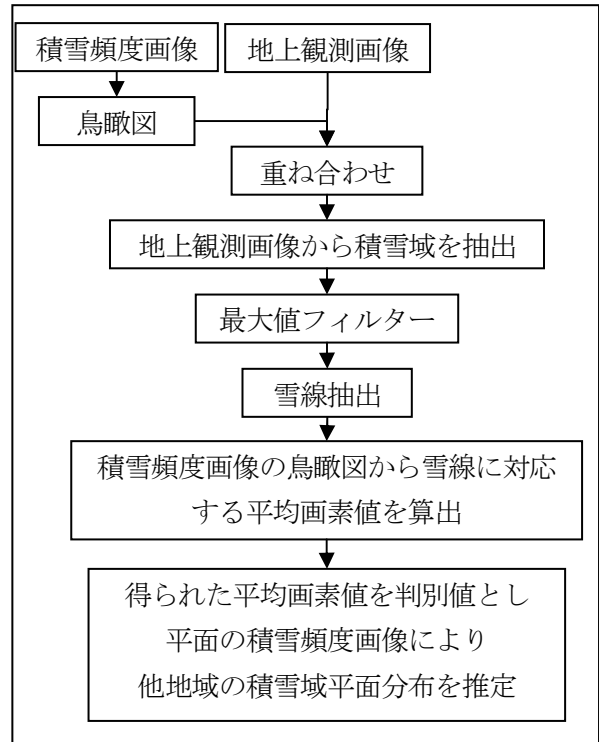 積雪頻度画像
地上観測画像
鳥瞰図
重ね合わせ
地上観測画像から積雪域を抽出
最大値フィルター
雪線抽出
積雪頻度画像の鳥瞰図から雪線に対応
する平均画素値を算出
得られた平均画素値を判別値とし
平面の積雪頻度画像により
他地域の積雪域平面分布を推定